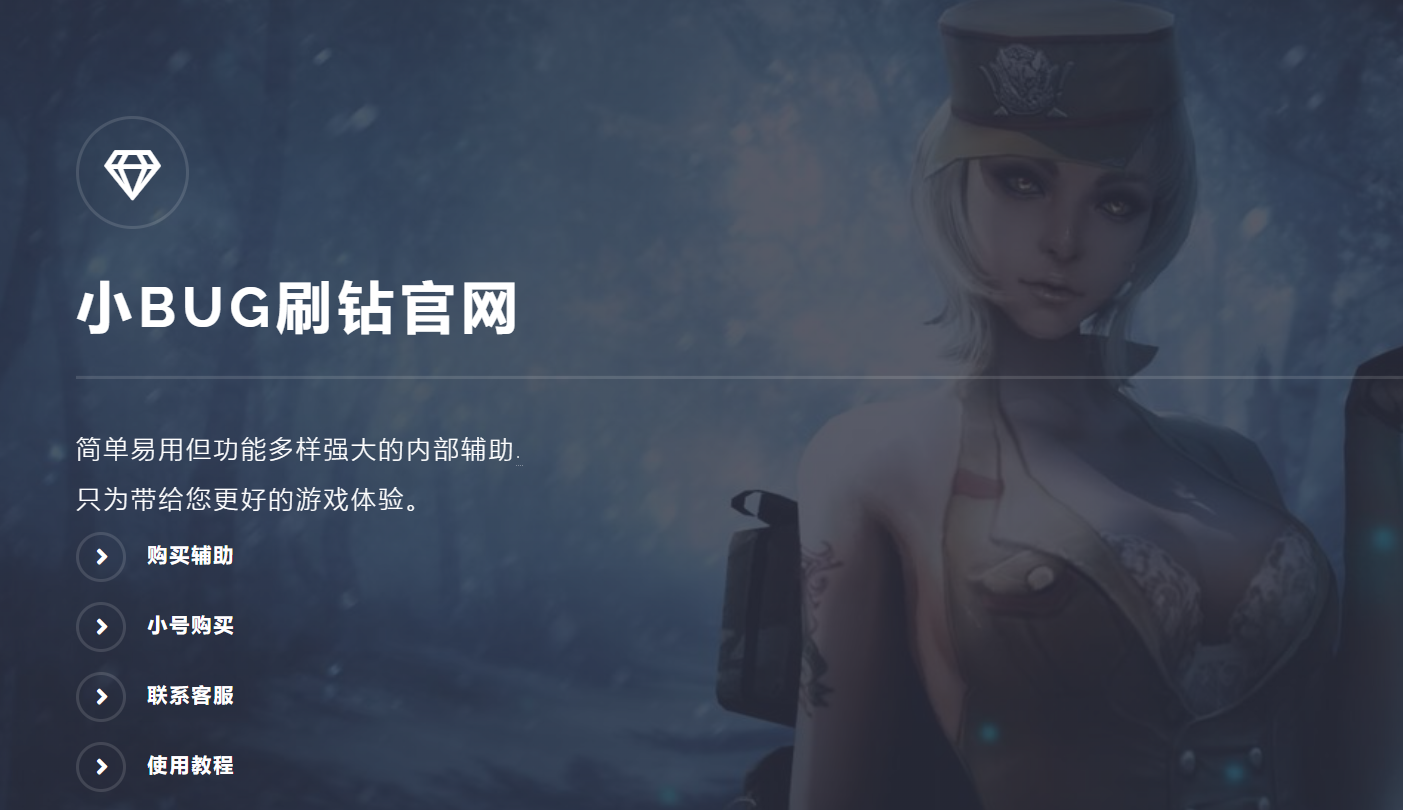 小BUG刷钻官网
简单易用但功能多样强大的内部辅助.
只为带给您更好的游戏体验。
购买辅助
小号购买
联系客服
使用教程